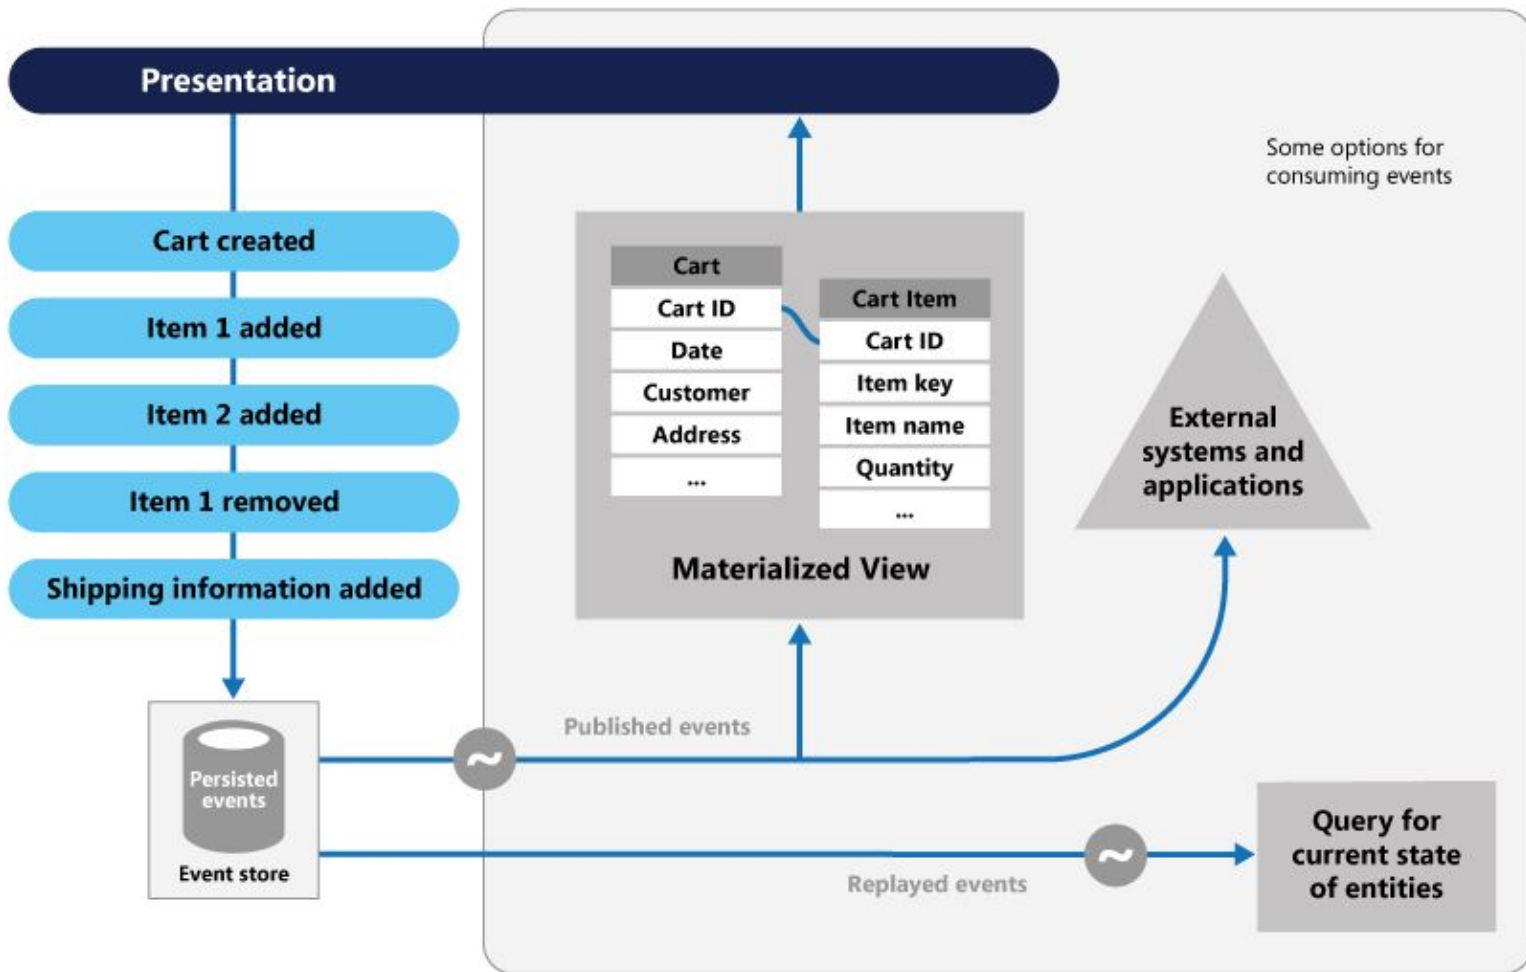 Presentation
Some options for
consuming events
Cart created
Item 1 added
Item 2 added
Item 1 removed
Shipping information added
Cart
Cart ID
Date
Customer
Address
...
Cart Item
Cart ID
Item key
Item name
Quantity
...
Materialized View
External
systems and
applications
Persisted
events
Event store
~
Published events
~
Replayed events
Query for
current state
of entities